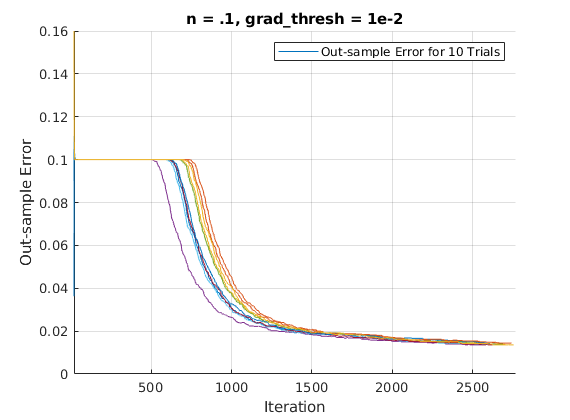 n = .1, grad_thresh = 1e-2
Out-sample Error for 10 Trials
Out-sample Error
0.16
0.14
0.12
0.1
0.08
0.06
0.04
0.02
0
500 1000 1500 2000 2500
Iteration